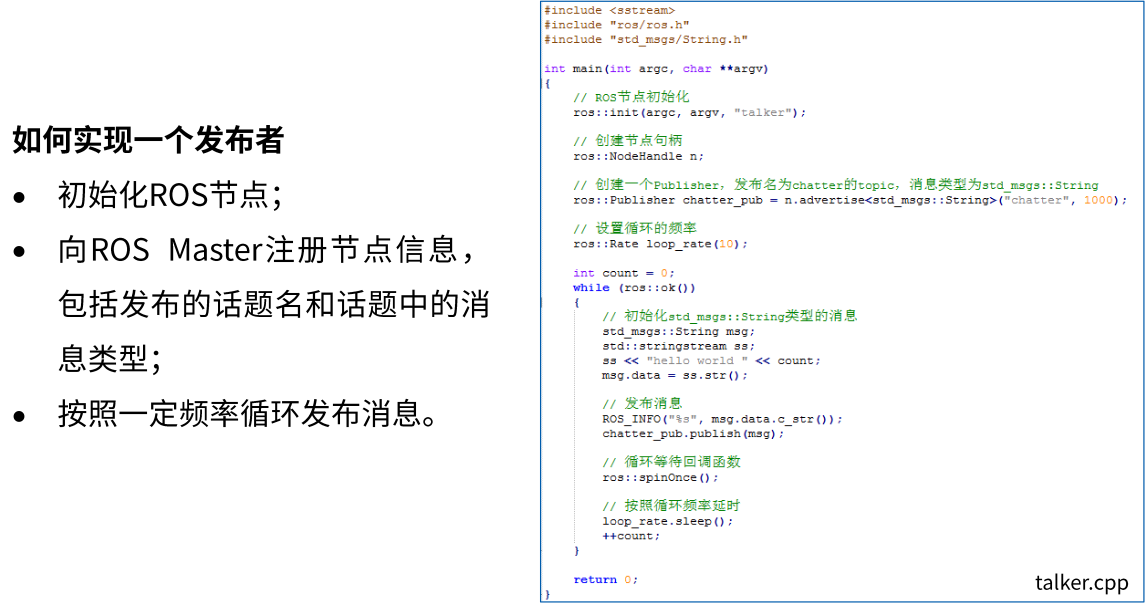 如何实现一个发布者
• 初始化ROS节点；
• 向ROS Master注册节点信息，
包括发布的话题名和话题中的消
息类型；
• 按照一定频率循环发布消息。
#include <sstream>
#include "ros/ros.h"
#include "std_msgs/String.h"
int main(int argc, char **argv)
{
// ROS节点初始化
ros::init(argc, argv, "talker");
// 创建节点句柄
ros::NodeHandle n;
// 创建一个Publisher，发布名为chatter的topic，消息类型为std_msgs::String
ros::Publisher chatter_pub = n.advertise<std_msgs::String>("chatter", 1000);
// 设置循环的频率
ros::Rate loop_rate(10);
int count = 0;
while (ros::ok())
{
// 初始化std_msgs::String类型的消息
std_msgs::String msg;
std::stringstream ss;
ss << "hello world " << count;
msg.data = ss.str();
// 发布消息
ROS_INFO("%s", msg.data.c_str());
chatter_pub.publish(msg);
// 循环等待回调函数
ros::spinOnce();
// 按照循环频率延时
loop_rate.sleep();
++count;
}
return 0;
}
talker.cpp